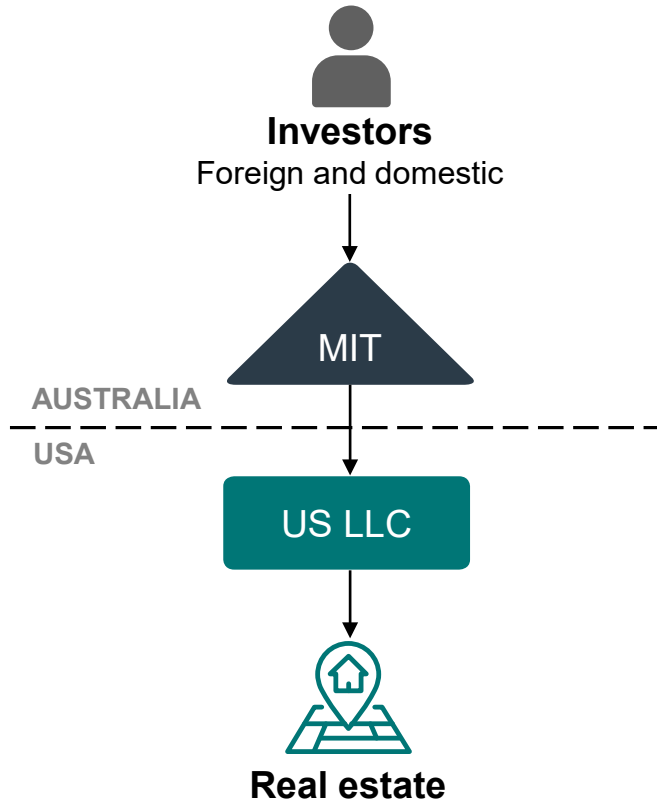 Investors
Foreign and domestic
MIT
AUSTRALIA
USA
US LLC
Real estate